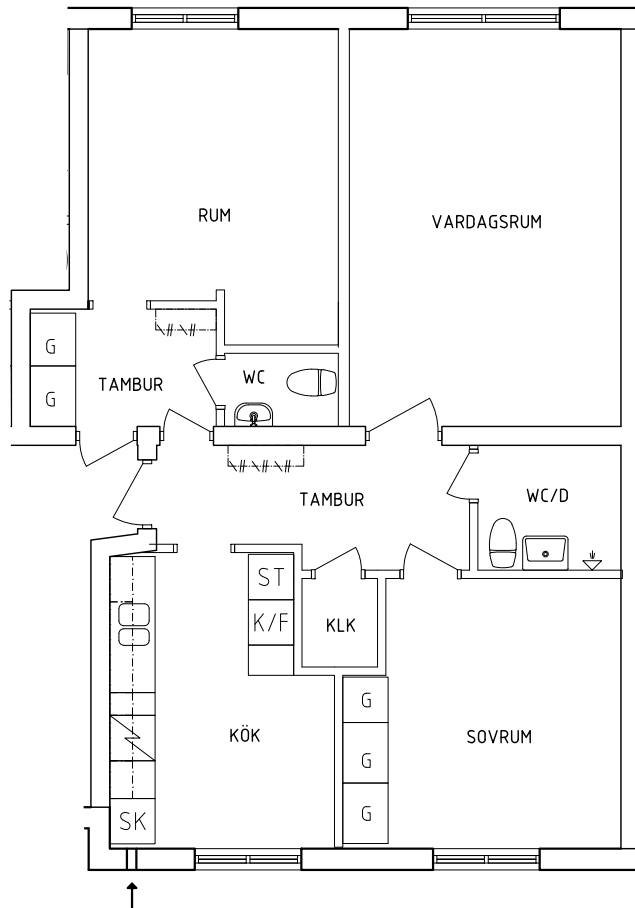 RUM
VARDAGSRUM
G
G
TAMBUR
WC
TAMBUR
WC/D
ST
K/F
KLK
G
KÖK
G
SOVRUM
SK
G